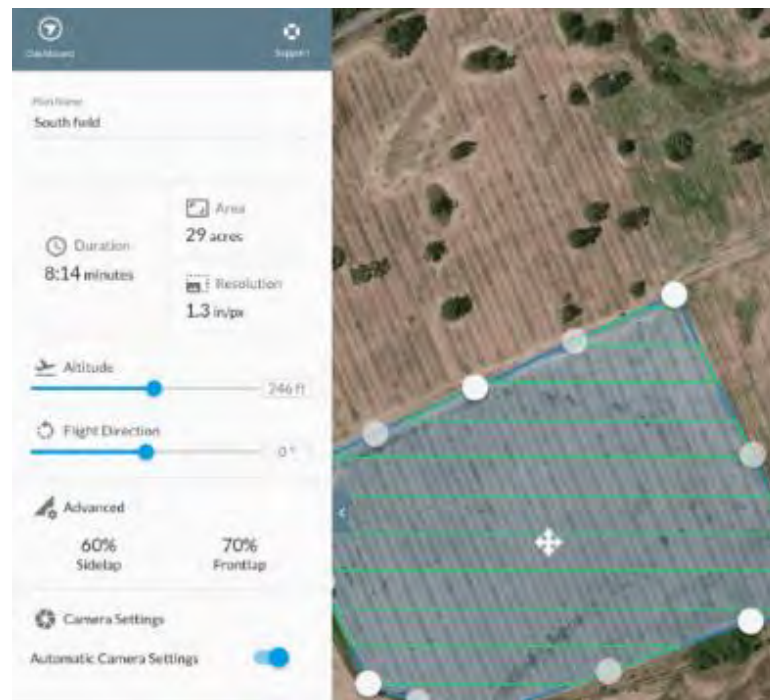 Dashboard
Support
Plan Name
South field
Area
29 acres
Duration
8:14 minutes
Resolution
1.3 in/px
Altitude
246 ft
Flight Direction
0 °
Advanced
60%
70%
Sidelap
Frontlap
Camera Settings
Automatic Camera Settings